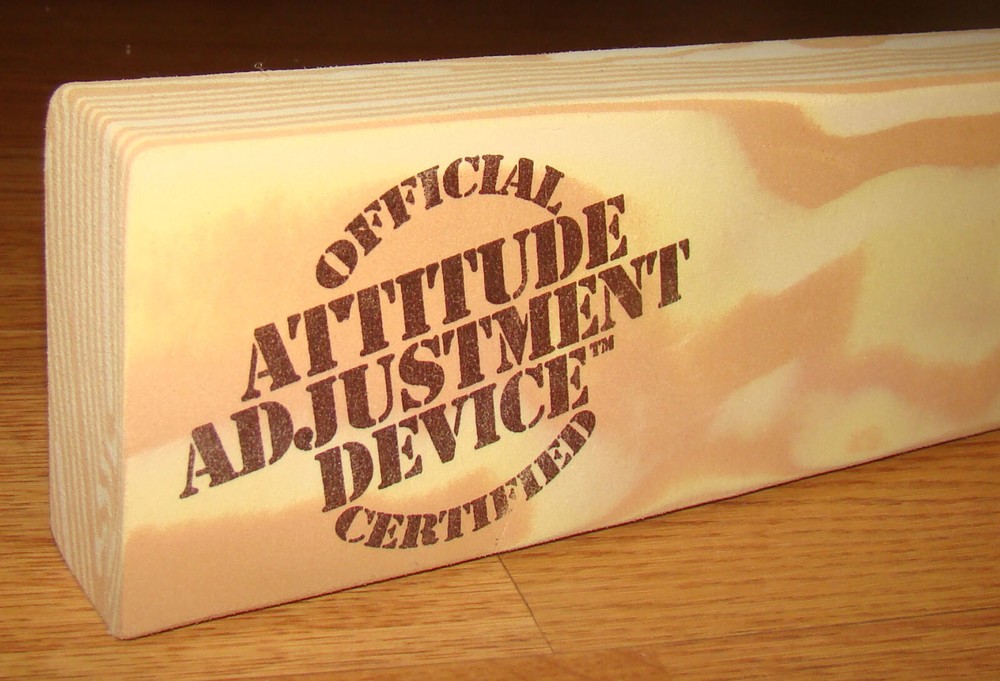 OFFICIAL
ATTITUDE
ADJUSTMENT
DEVICE™
CERTIFIED